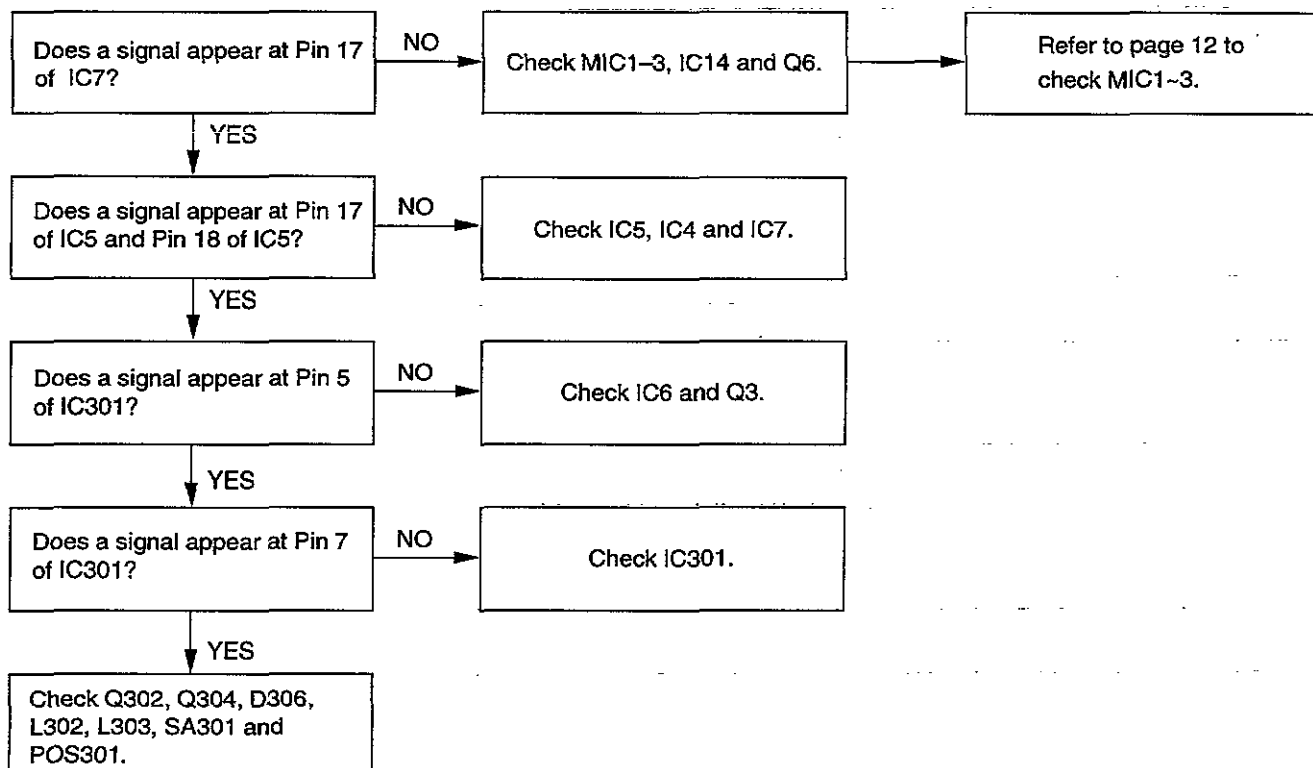 Does a signal appear at Pin 17
of IC7?
NO
Check MIC1–3, IC14 and Q6.
Refer to page 12 to
check MIC1~3.
YES
Does a signal appear at Pin 17
of IC5 and Pin 18 of IC5?
NO
Check IC5, IC4 and IC7.
YES
Does a signal appear at Pin 5
of IC301?
NO
Check IC6 and Q3.
YES
Does a signal appear at Pin 7
of IC301?
NO
Check IC301.
YES
Check Q302, Q304, D306,
L302, L303, SA301 and
POS301.